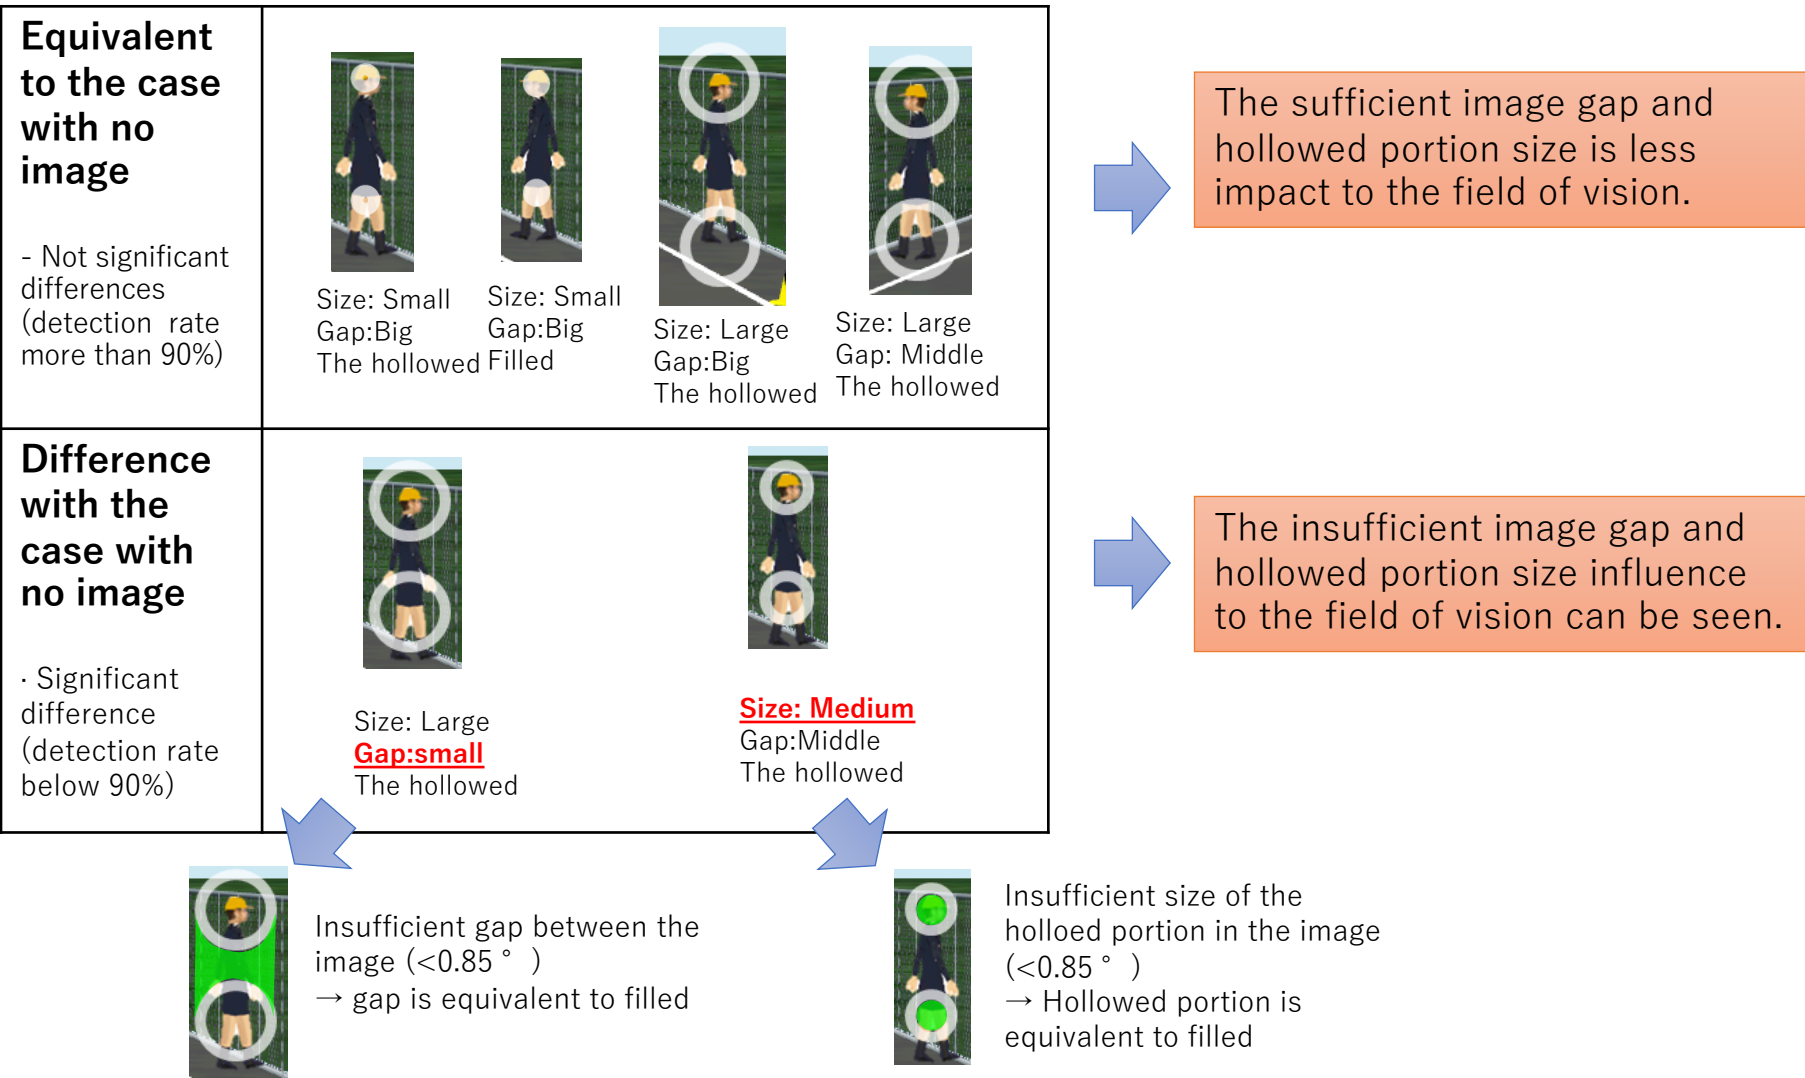 Equivalent
to the case
with no
image
- Not significant
differences
(detection rate
more than 90%)
Size: Small
Gap:Big
The hollowed
Size: Small
Gap:Big
Filled
Size: Large
Gap:Big
The hollowed
Size: Large
Gap: Middle
The hollowed
The sufficient image gap and
hollowed portion size is less
impact to the field of vision.
Difference
with the
case with
no image
· Significant
difference
(detection rate
below 90%)
Size: Large
Gap:small
The hollowed
Size: Medium
Gap:Middle
The hollowed
The insufficient image gap and
hollowed portion size influence
to the field of vision can be seen.
Insufficient gap between the
image (<0.85 ° )
→ gap is equivalent to filled
Insufficient size of the
holloed portion in the image
(<0.85 ° )
→ Hollowed portion is
equivalent to filled